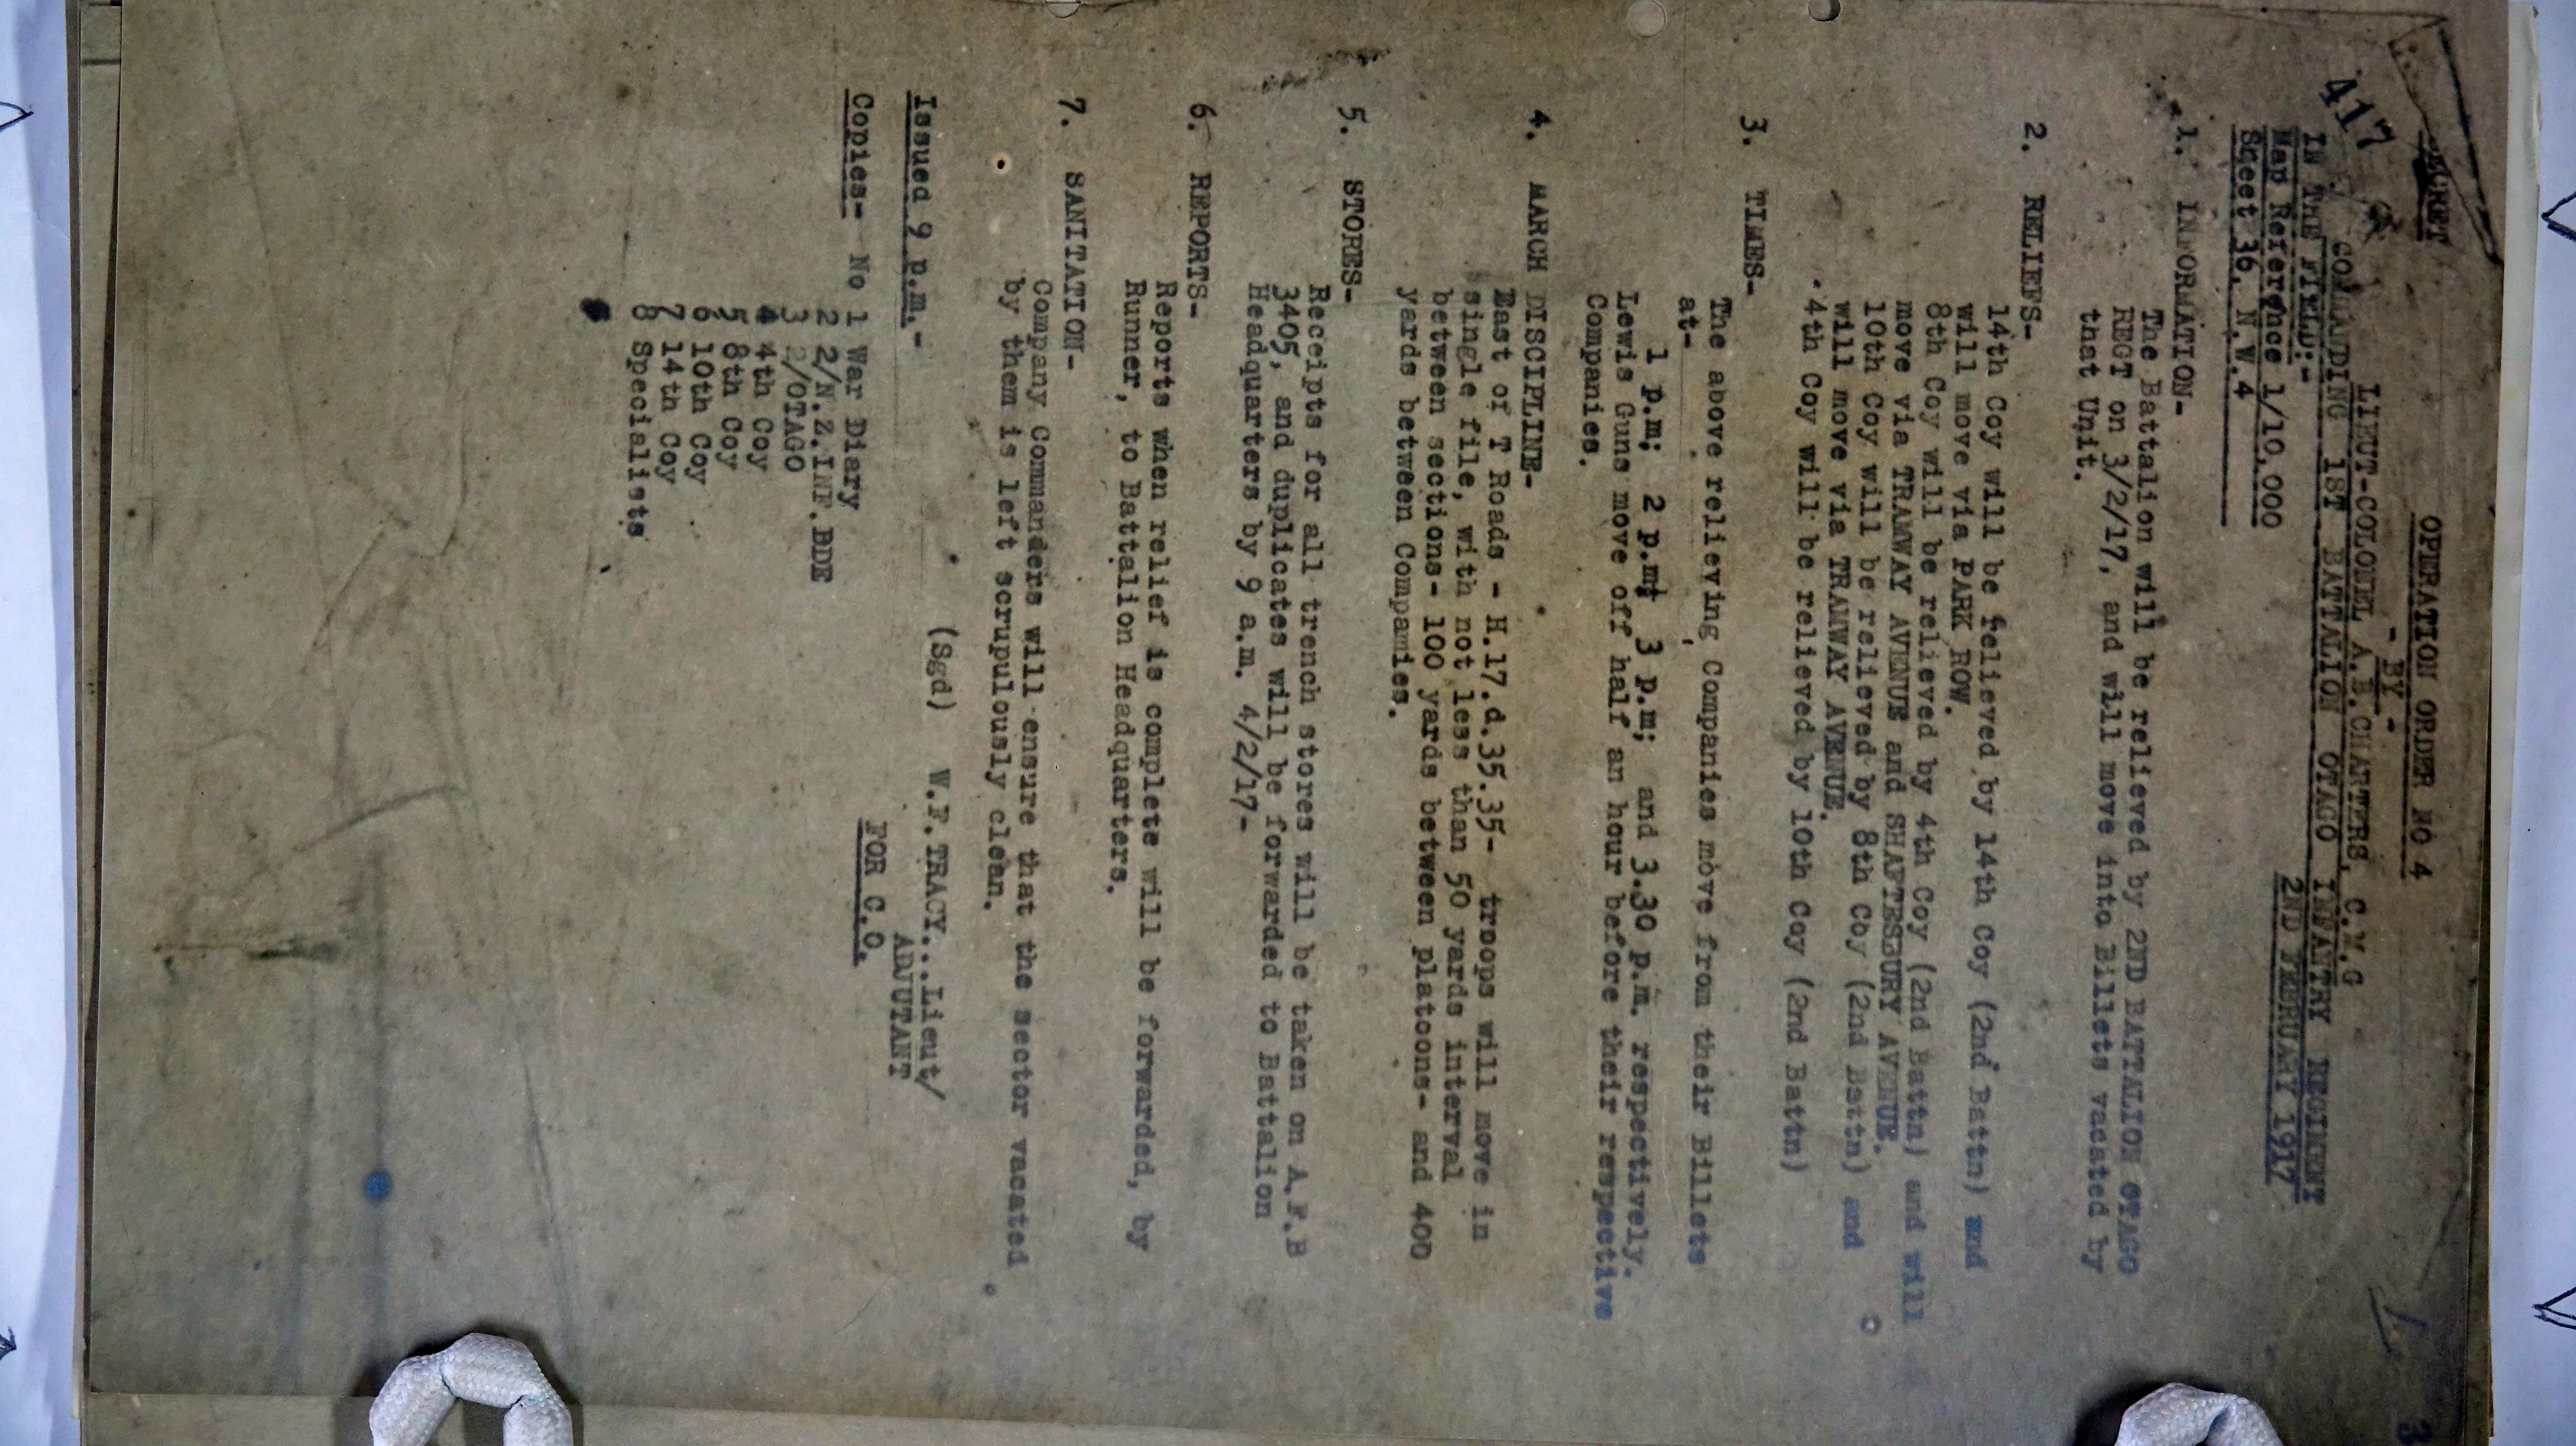 SECRET
OPERATION ORDER NO 4
- BY -
LIEUT-COLONEL A.B.CHARTERS, C.M.G
COMMANDING 1ST BATTALION OTAGO INFANTRY REGIMENT
417
IN THE FIELD:-
2ND FEBRUARY 1917
Map Reference 1/10,000
Sheet 36. N.W.4
1. INFORMATION-
The Battalion will be relieved by 2ND BATTALION OTAGO
REGT on 3/2/17, and will move into Billets vacated by
that Unit.
2. RELIEFS-
14th Coy will be relieved by 14th Coy (2nd Battn) and
will move via PARK ROW.
8th Coy will be relieved by 4th Coy (2nd Battn) and will
move via TRAMWAY AVENUE and SHAFTESBURY AVENUE.
10th Coy will be relieved by 8th Coy (2nd Battn) and
will move via TRAMWAY AVENUE.
4th Coy will be relieved by 10th Coy (2nd Battn)
3. TIMES-
The above relieving Companies move from their Billets
at-
1 p.m; 2 p.m; 3 p.m; and 3.30 p.m. respectively.
Lewis Guns move off half an hour before their respective
Companies.
4. MARCH DISCIPLINE-
East of T Roads - H.17.d.35.35- troops will move in
single file, with not less than 50 yards interval
between sections- 100 yards between platoons- and 400
yards between Companies.
5. STORES-
Receipts for all trench stores will be taken on A.F.B
3405, and duplicates will be forwarded to Battalion
Headquarters by 9 a.m. 4/2/17-
6. REPORTS-
Reports when relief is complete will be forwarded, by
Runner, to Battalion Headquarters.
7. SANITATION-
Company Commanders will ensure that the sector vacated
by them is left scrupulously clean.
(Sgd) W.F.TRACY...Lieut/
Issued 9 p.m.-
ADJUTANT
FOR C.O.
Copies- No 1 War Diary
2 2/N.Z.INF.BDE
3 2/OTAGO
4 4th Coy
5 8th Coy
6 10th Coy
7 14th Coy
8 Specialists